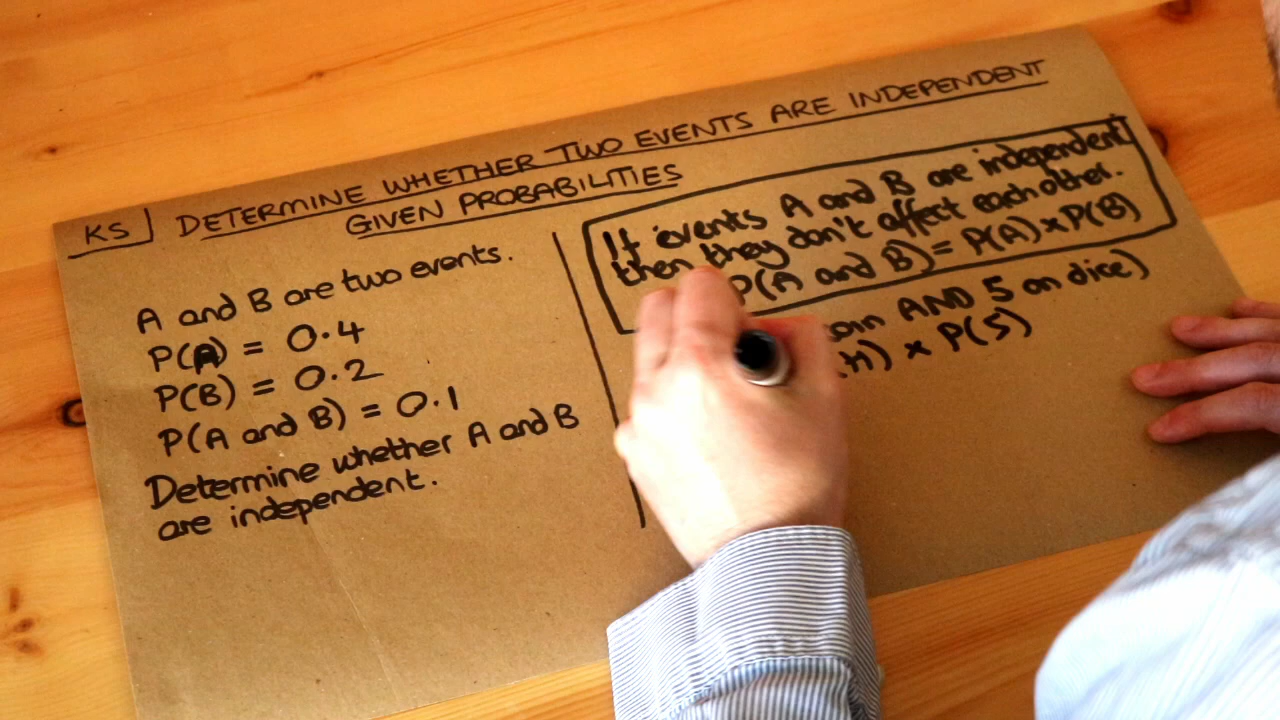 KS
DETERMINE WHETHER TWO EVENTS ARE INDEPENDENT
GIVEN PROBABILITIES
A and B are two events.
P(A) = 0.4
P(B) = 0.2
P(A and B) = 0.1
Determine whether A and B
are independent.
If events A and B are independent
then they don't affect each other.
P(A and B) = P(A)×P(B)
AND 5 on dice)
× P(5)